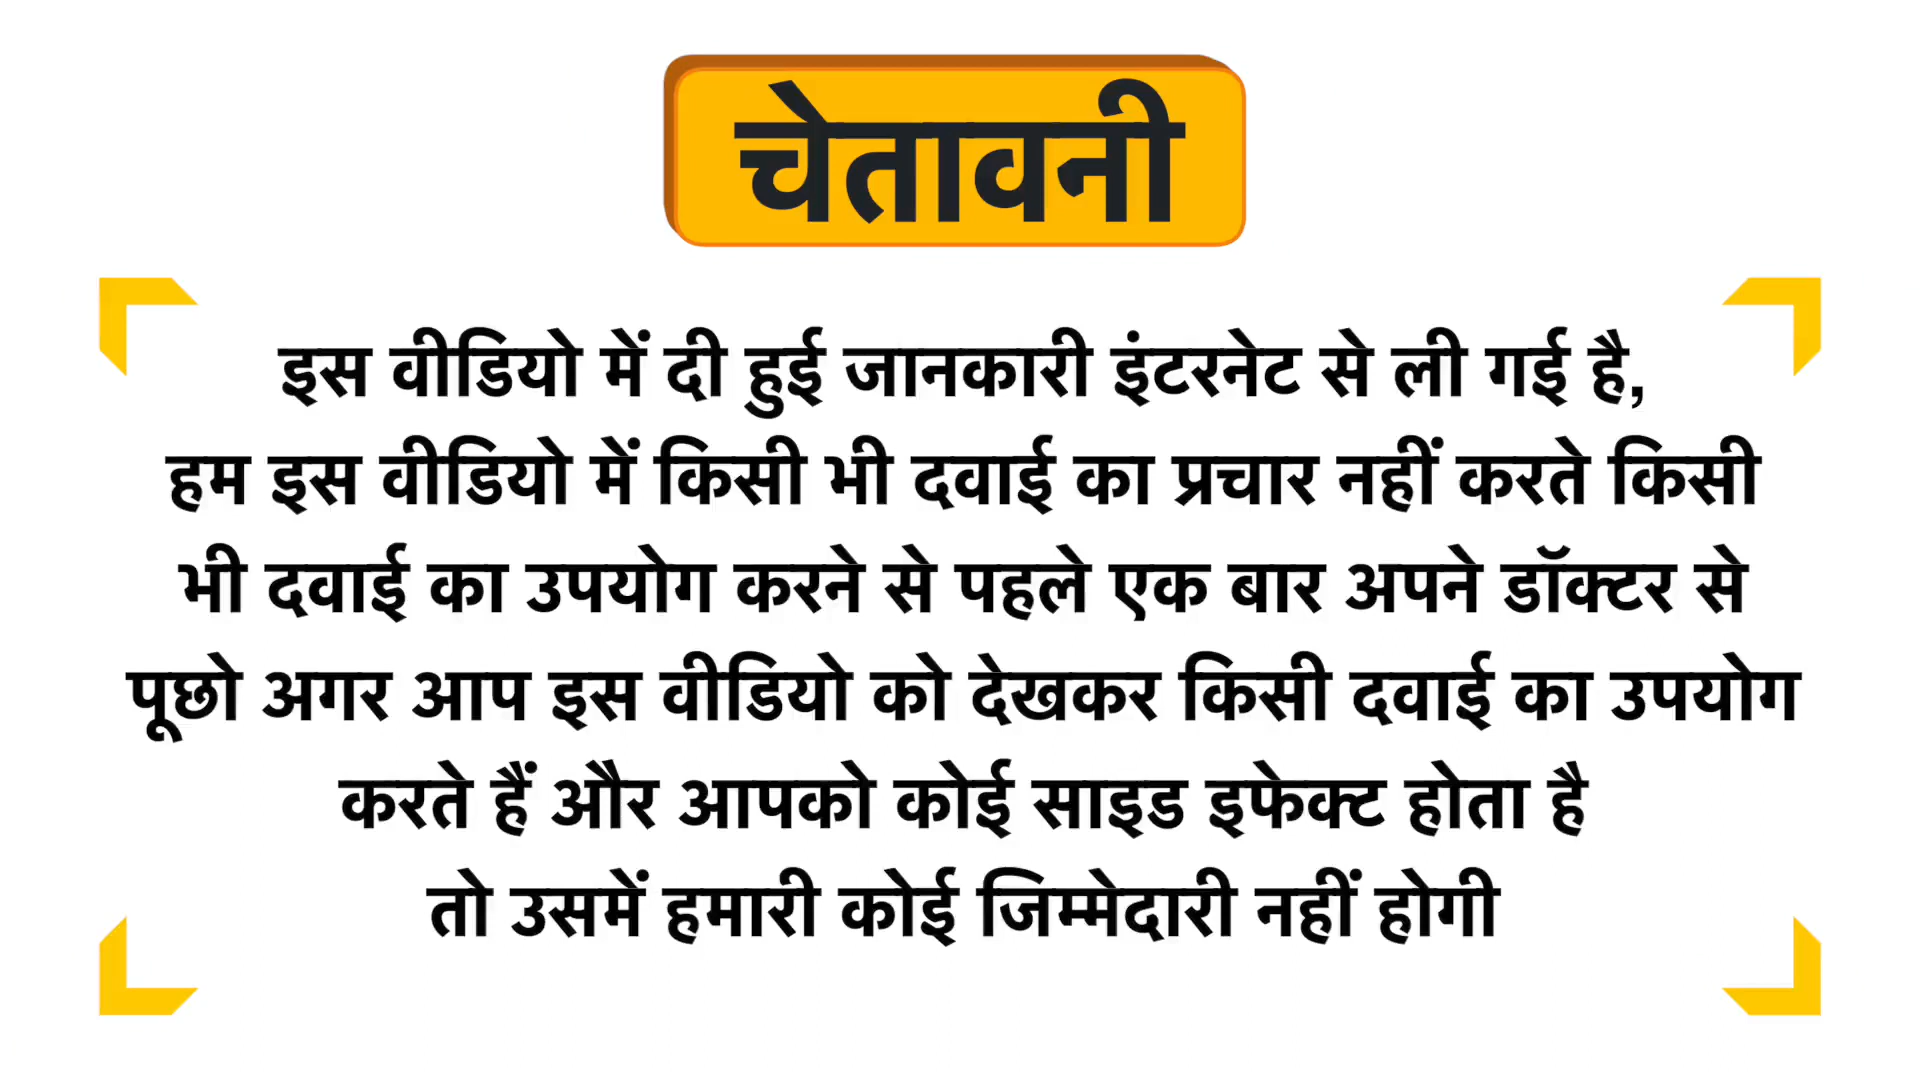 चेतावनी
इस वीडियो में दी हुई जानकारी इंटरनेट से ली गई है,
हम इस वीडियो में किसी भी दवाई का प्रचार नहीं करते किसी
भी दवाई का उपयोग करने से पहले एक बार अपने डॉक्टर से
पूछो अगर आप इस वीडियो को देखकर किसी दवाई का उपयोग
करते हैं और आपको कोई साइड इफेक्ट होता है
तो उसमें हमारी कोई जिम्मेदारी नहीं होगी